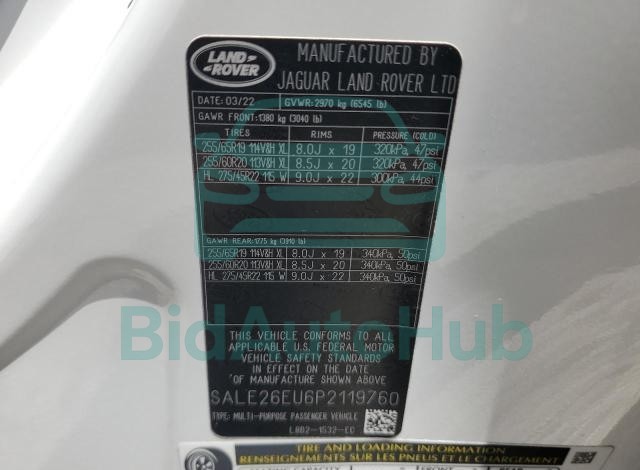 LAND
ROVER
MANUFACTURED BY
JAGUAR LAND ROVER LTD
DATE: 03/22 GVWR: 2970 kg (6545 lb)
GAWR FRONT: 1380 kg (3040 lb)
TIRES RIMS PRESSURE (COLD)
255/65R19 114V&H XL 8.0J x 19 320kPa, 47psi
255/60R20 113V&H XL 8.5J x 20 320kPa, 47psi
HL 275/45R22 115 W 9.0J x 22 300kPa, 44psi
GAWR REAR: 1775 kg (3910 lb)
255/65R19 114V&H XL 8.0J x 19 340kPa, 50psi
255/60R20 113V&H XL 8.5J x 20 340kPa, 50psi
HL 275/45R22 115 W 9.0J x 22 340kPa, 50psi
BidAutoHub
THIS VEHICLE CONFORMS TO ALL
APPLICABLE U.S. FEDERAL MOTOR
VEHICLE SAFETY STANDARDS
IN EFFECT ON THE DATE
OF MANUFACTURE SHOWN ABOVE
SALE26EU6P2119760
TYPE: MULTI-PURPOSE PASSENGER VEHICLE
L8B2-1532-EC
TIRE AND LOADING INFORMATION
RENSEIGNEMENTS SUR LES PNEUS ET LE CHARGEMENT